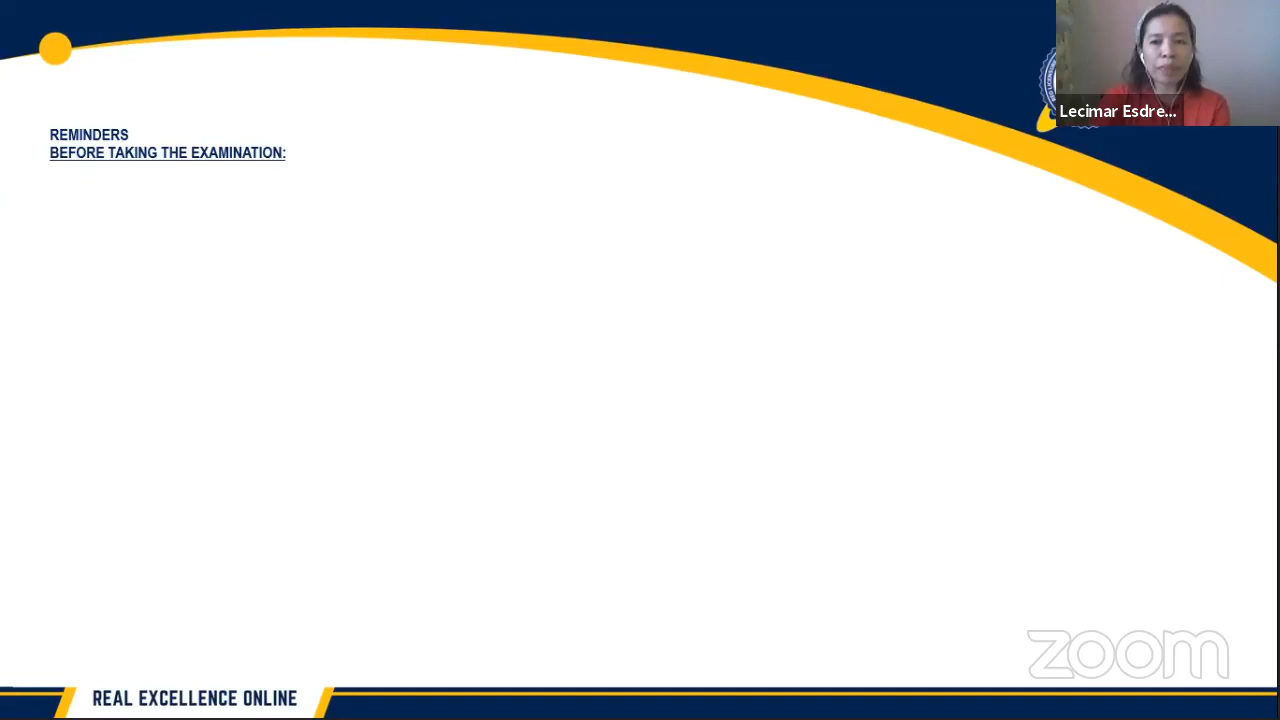 REMINDERS
BEFORE TAKING THE EXAMINATION:
Lecimar Esdre...
zoom
REAL EXCELLENCE ONLINE